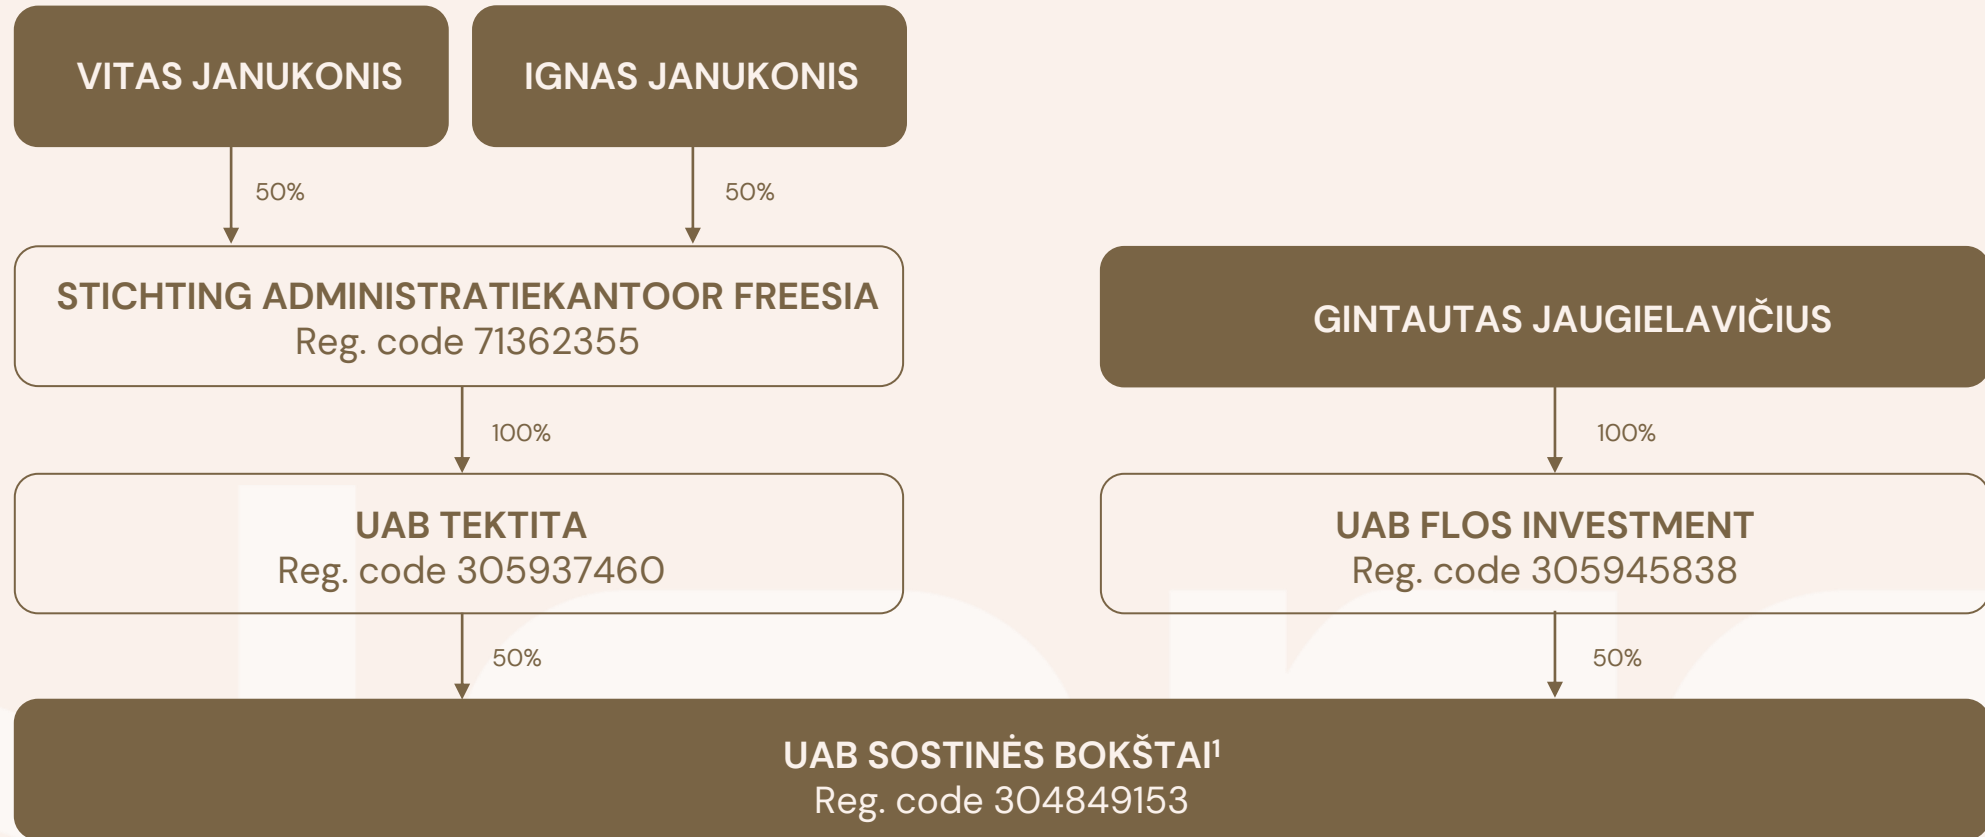 VITAS JANUKONIS
IGNAS JANUKONIS
50%
50%
STICHTING ADMINISTRATIEKANTOOR FREESIA
Reg. code 71362355
GINTAUTAS JAUGIELAVIČIUS
100%
100%
UAB TEKTITA
Reg. code 305937460
UAB FLOS INVESTMENT
Reg. code 305945838
50%
50%
UAB SOSTINĖS BOKŠTAI¹
Reg. code 304849153